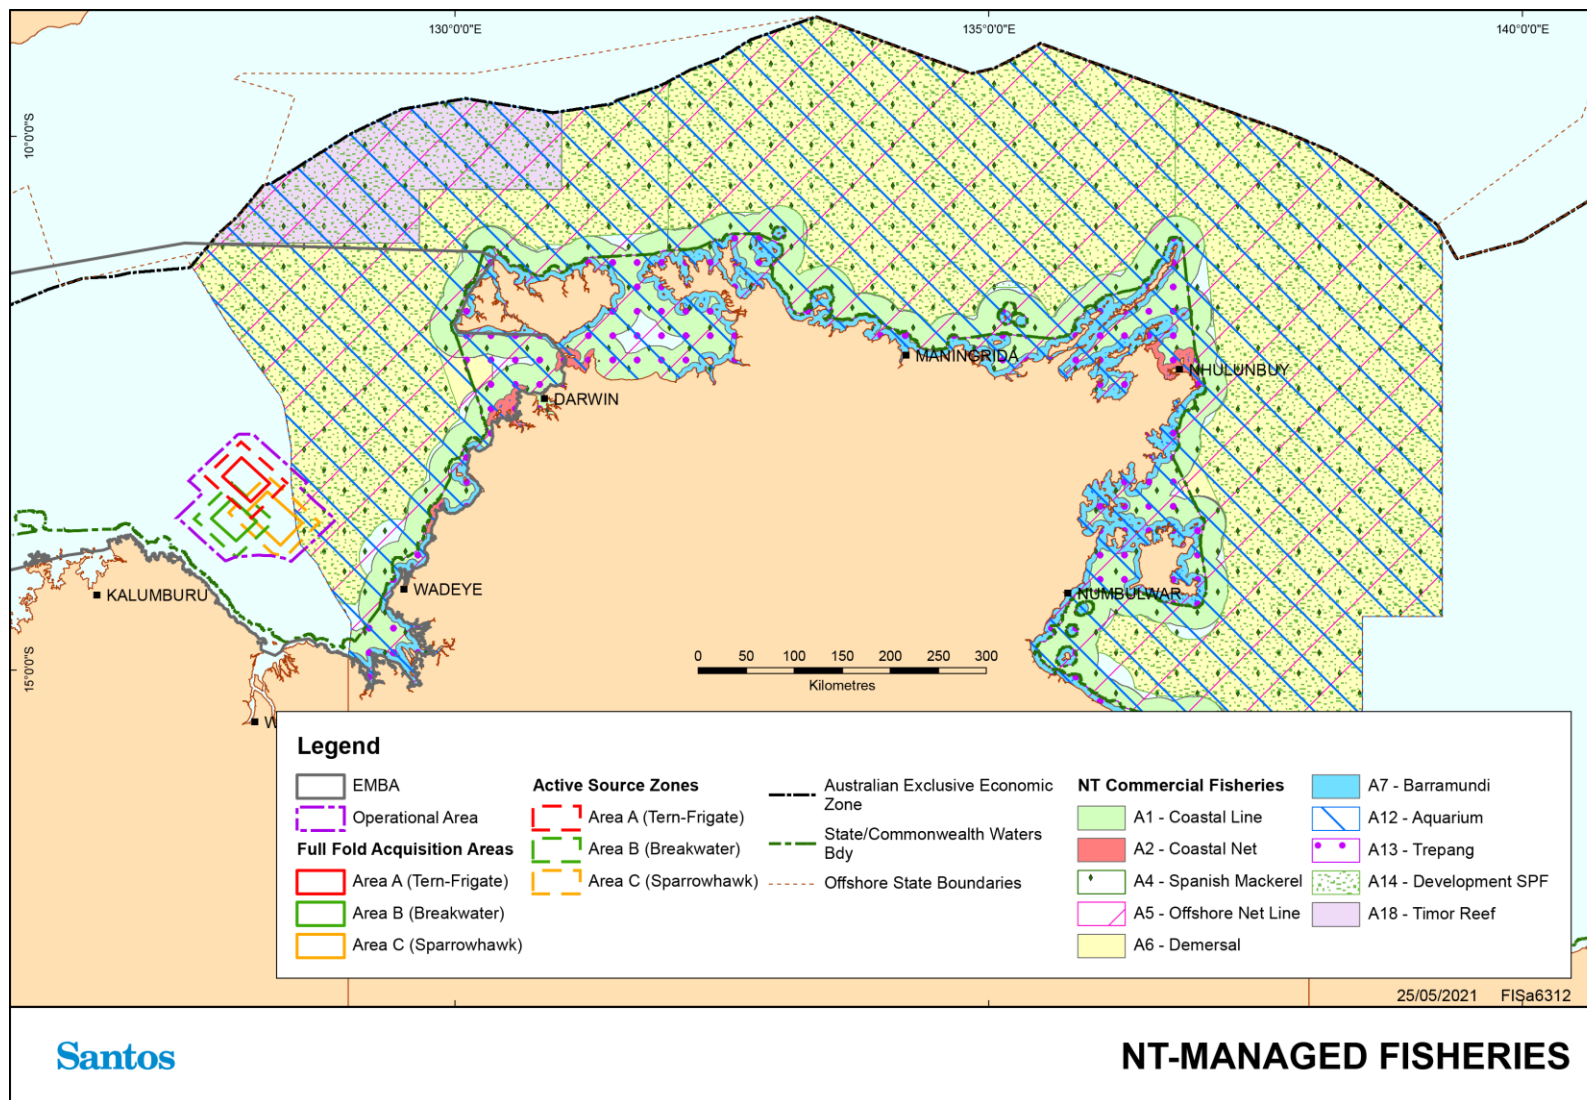 130°0'0"E
135°0'0"E
140°0'0"E
10°0'0"S
15°0'0"S
MANINGRIDA
NHULUNBUY
DARWIN
WADEYE
KALUMBURU
NUMBULWAR
0 50 100 150 200 250 300
Kilometres
W
Legend
EMBA
Operational Area
Full Fold Acquisition Areas
Area A (Tern-Frigate)
Area B (Breakwater)
Area C (Sparrowhawk)
Active Source Zones
Area A (Tern-Frigate)
Area B (Breakwater)
Area C (Sparrowhawk)
Australian Exclusive Economic
Zone
State/Commonwealth Waters
Bdy
Offshore State Boundaries
NT Commercial Fisheries
A1 - Coastal Line
A2 - Coastal Net
A4 - Spanish Mackerel
A5 - Offshore Net Line
A6 - Demersal
A7 - Barramundi
A12 - Aquarium
A13 - Trepang
A14 - Development SPF
A18 - Timor Reef
25/05/2021 FISa6312
Santos
NT-MANAGED FISHERIES